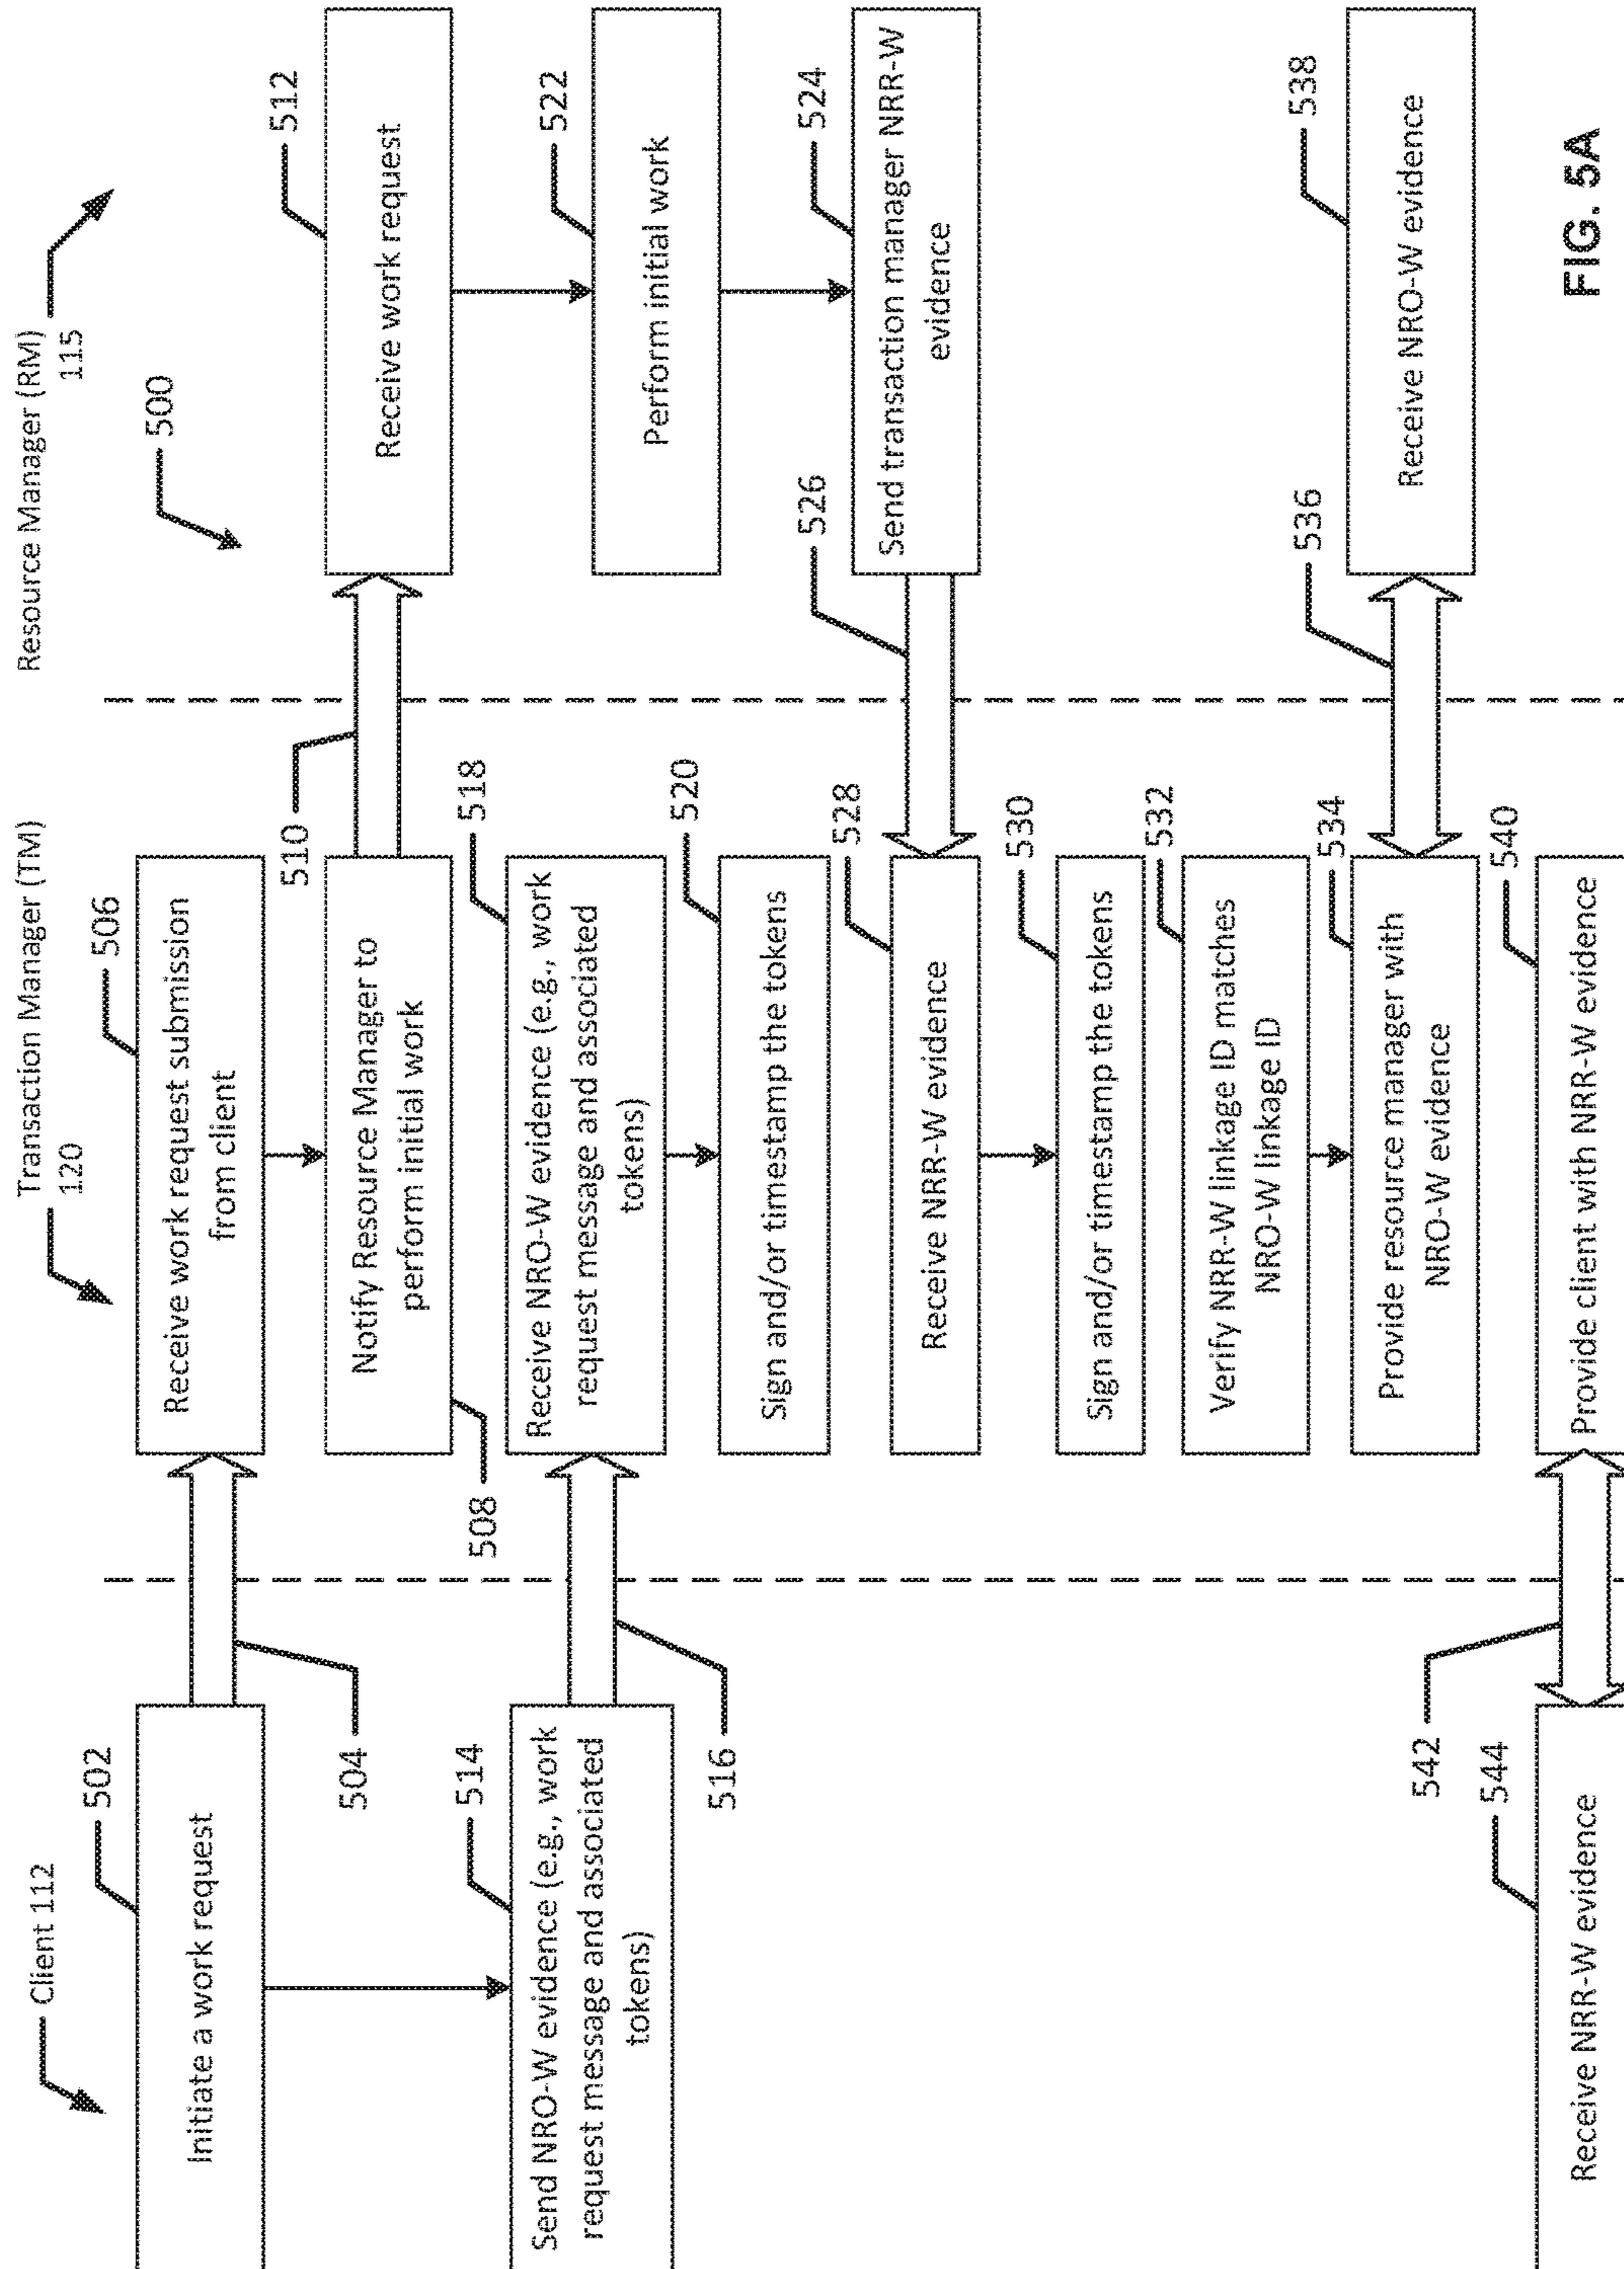 Client 112
Transaction Manager (TM)
120
Resource Manager (RM)
115
500
502
Initiate a work request
504
506
Receive work request submission
from client
508
Notify Resource Manager to
perform initial work
510
512
Receive work request
514
Send NRO-W evidence (e.g., work
request message and associated
tokens)
516
518
Receive NRO-W evidence (e.g., work
request message and associated
tokens)
520
Sign and/or timestamp the tokens
522
Perform initial work
524
Send transaction manager NRR-W
evidence
526
528
Receive NRR-W evidence
530
Sign and/or timestamp the tokens
532
Verify NRR-W linkage ID matches
NRO-W linkage ID
534
Provide resource manager with
NRO-W evidence
536
538
Receive NRO-W evidence
540
Provide client with NRR-W evidence
542
544
Receive NRR-W evidence
FIG. 5A